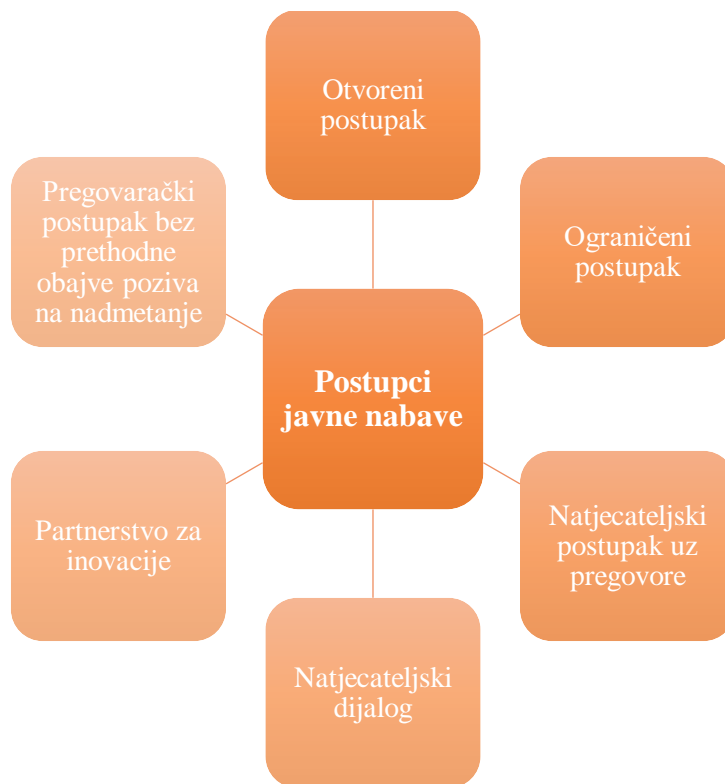 Otvoreni
postupak
Pregovarački
postupak bez
prethodne
obajve poziva
na nadmetanje
Ograničeni
postupak
Postupci
javne nabave
Partnerstvo za
inovacije
Natjecateljski
postupak uz
pregovore
Natjecateljski
dijalog